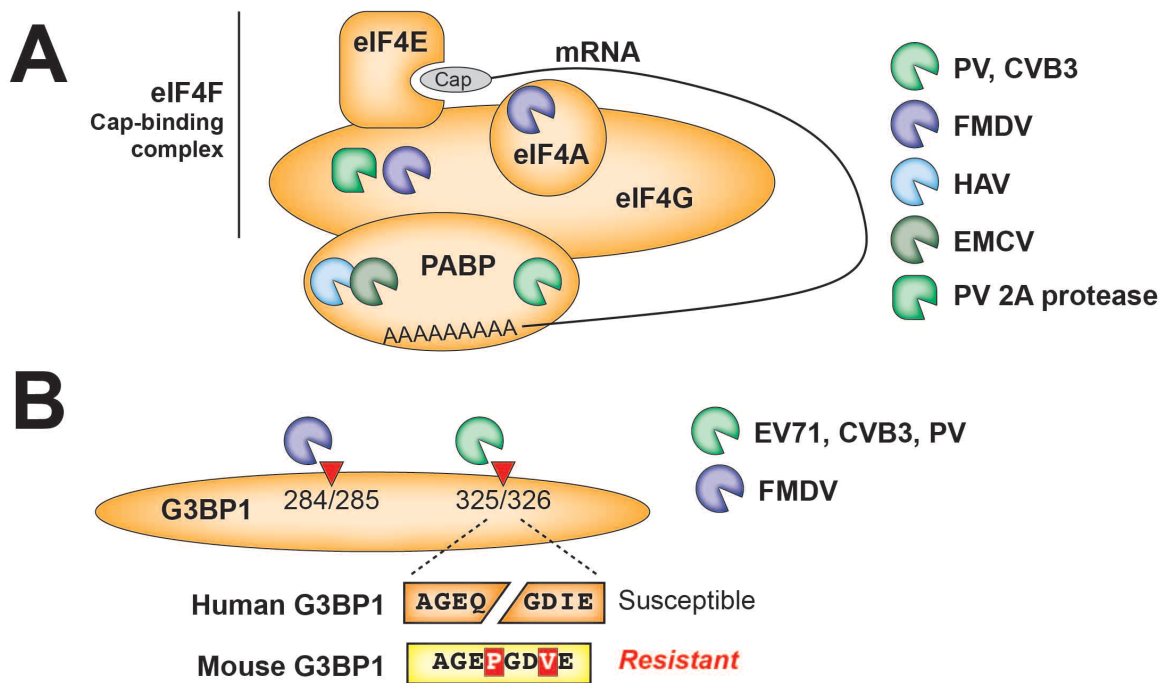 A
eIF4F
Cap-binding
complex
eIF4E
Cap
mRNA
eIF4A
eIF4G
PABP
AAAAAAAAA
PV, CVB3
FMDV
HAV
EMCV
PV 2A protease
B
G3BP1
284/285
325/326
EV71, CVB3, PV
FMDV
Human G3BP1 AGEQ GDIE Susceptible
Mouse G3BP1 AGEPGDVE Resistant